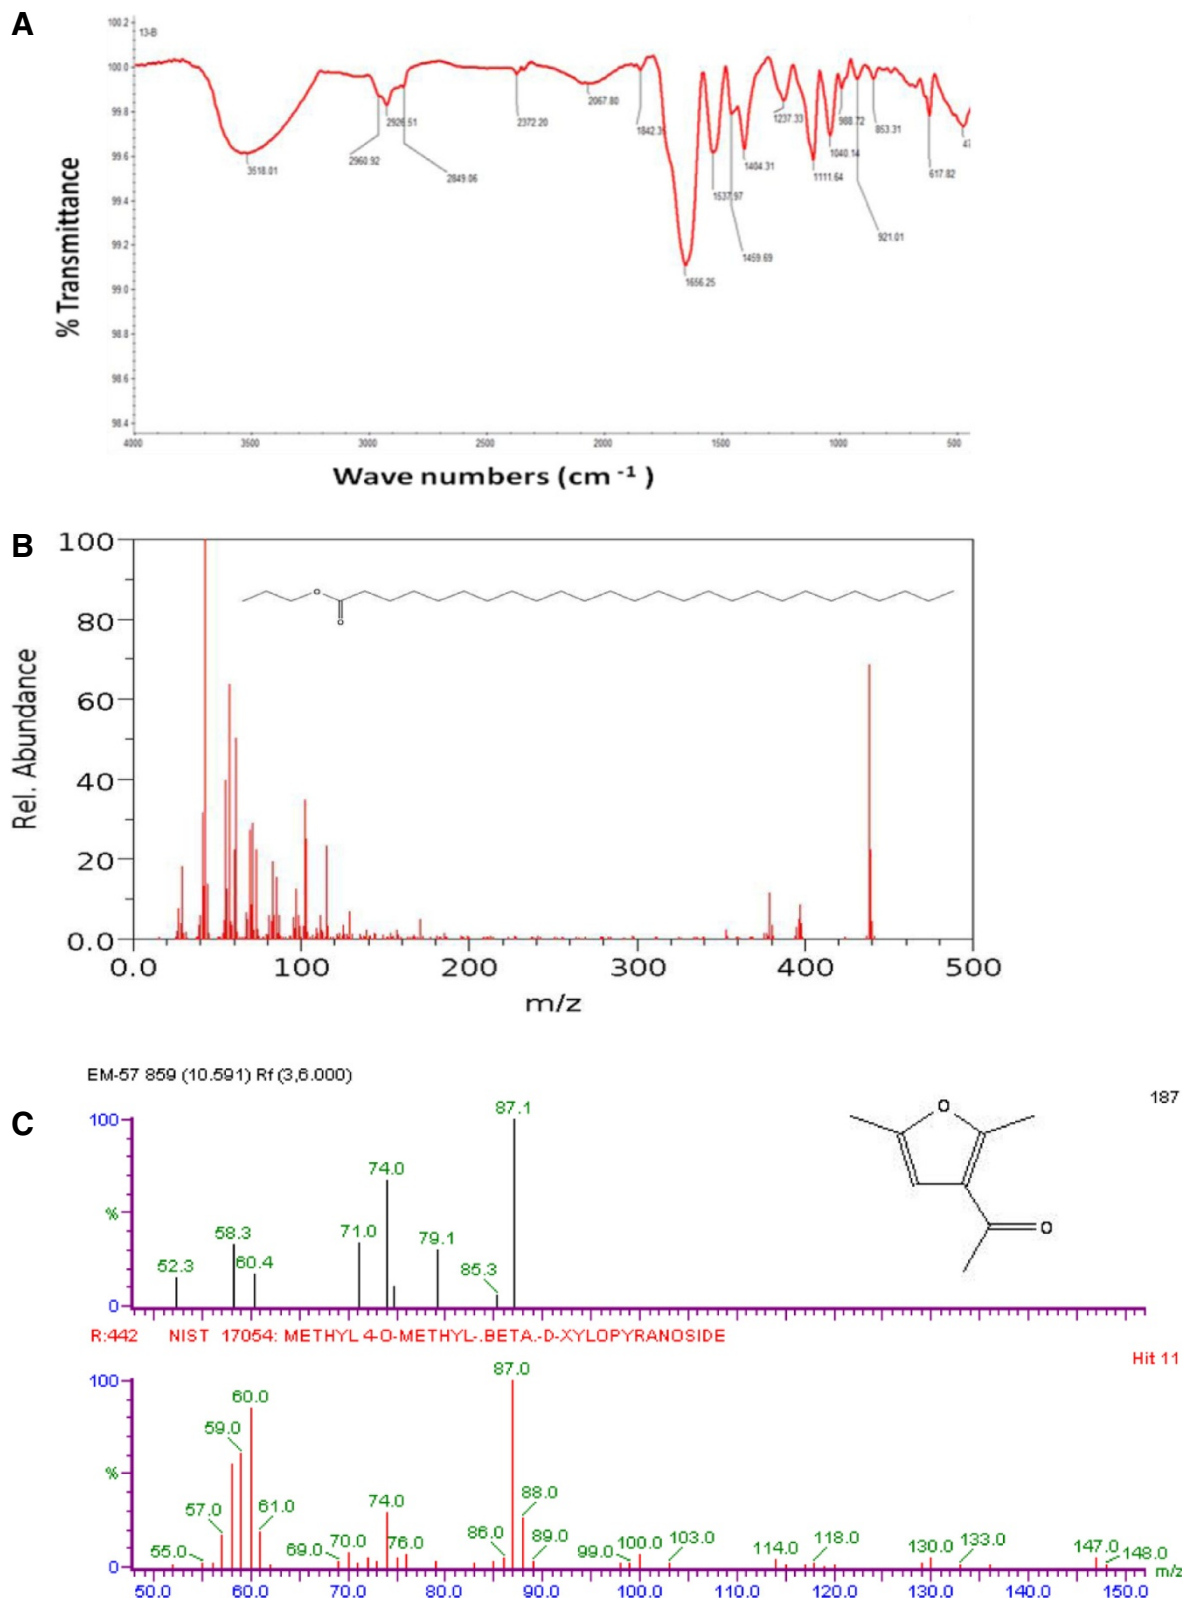 A
100.2
13-B
100.0
99.8
99.6
99.4
99.2
99.0
98.8
98.6
98.4
% Transmittance
3518.01
2960.92
2926.51
2849.06
2372.20
2067.80
1842.3
1656.25
1537.97
1459.69
1404.31
1237.33
1111.64
1040.14
988.72
921.01
853.31
617.82
47
4000 3500 3000 2500 2000 1500 1000 500
Wave numbers (cm -1 )
B
100
80
60
40
20
0.0
Rel. Abundance
O
O
0.0 100 200 300 400 500
m/z
EM-57 859 (10.591) Rf (3,6.000)
187
C
100
%
0
52.3 58.3 60.4 71.0 74.0 79.1 85.3 87.1
O
O
R:442 NIST 17054: METHYL 4-O-METHYL-.BETA.-D-XYLOPYRANOSIDE
Hit 11
100
%
0
55.0 57.0 59.0 60.0 61.0 69.0 70.0 74.0 76.0 86.0 87.0 88.0 89.0 99.0 100.0 103.0 114.0 118.0 130.0 133.0 147.0 148.0
m/z
50.0 60.0 70.0 80.0 90.0 100.0 110.0 120.0 130.0 140.0 150.0